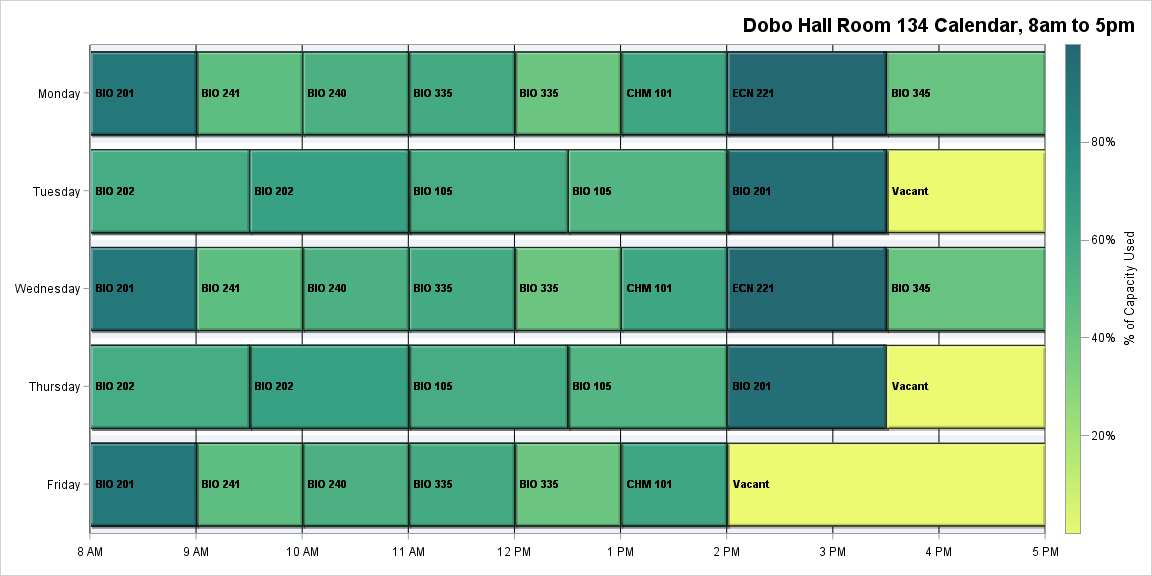 Dobo Hall Room 134 Calendar, 8am to 5pm
Monday
BIO 201
BIO 241
BIO 240
BIO 335
BIO 335
CHM 101
ECN 221
BIO 345
Tuesday
BIO 202
BIO 202
BIO 105
BIO 105
BIO 201
Vacant
Wednesday
BIO 201
BIO 241
BIO 240
BIO 335
BIO 335
CHM 101
ECN 221
BIO 345
Thursday
BIO 202
BIO 202
BIO 105
BIO 105
BIO 201
Vacant
Friday
BIO 201
BIO 241
BIO 240
BIO 335
BIO 335
CHM 101
Vacant
8 AM
9 AM
10 AM
11 AM
12 PM
1 PM
2 PM
3 PM
4 PM
5 PM
80%
60%
40%
20%
% of Capacity Used